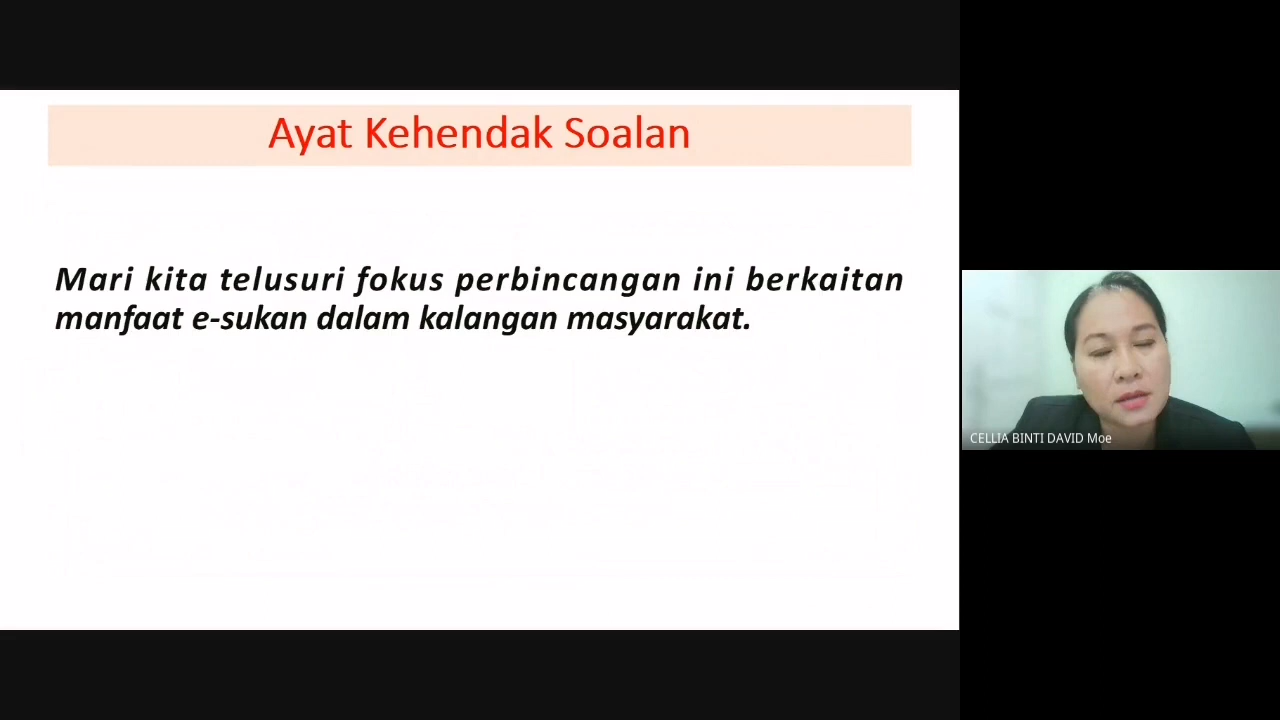 Ayat Kehendak Soalan
Mari kita telusuri fokus perbincangan ini berkaitan
manfaat e-sukan dalam kalangan masyarakat.
CELLIA BINTI DAVID Moe